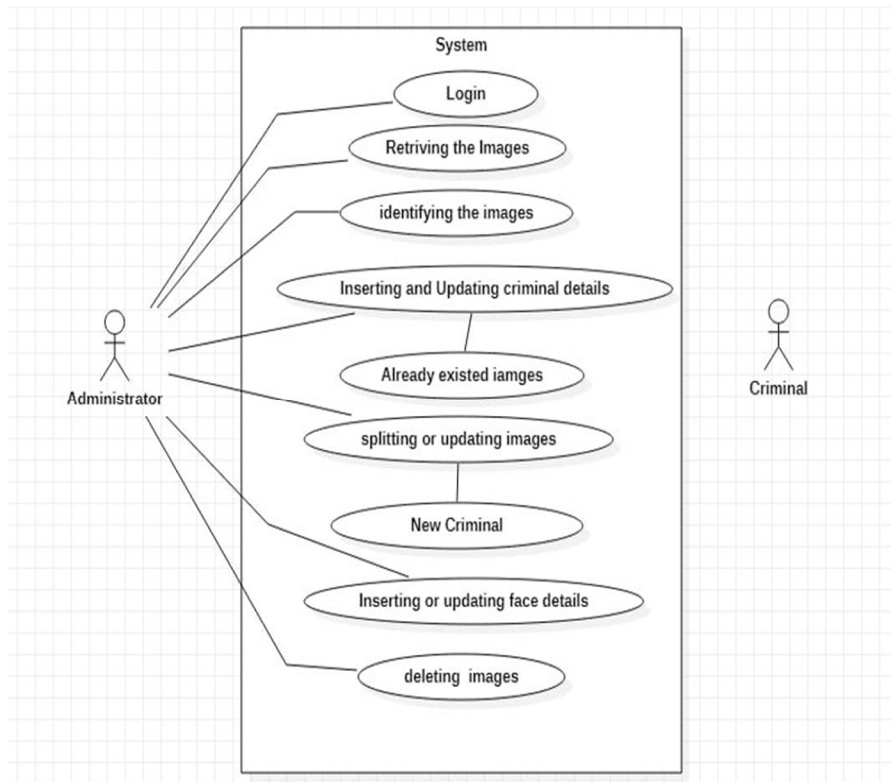 System
Login
Retriving the Images
identifying the images
Inserting and Updating criminal details
Already existed iamges
Administrator
Criminal
splitting or updating images
New Criminal
Inserting or updating face details
deleting images